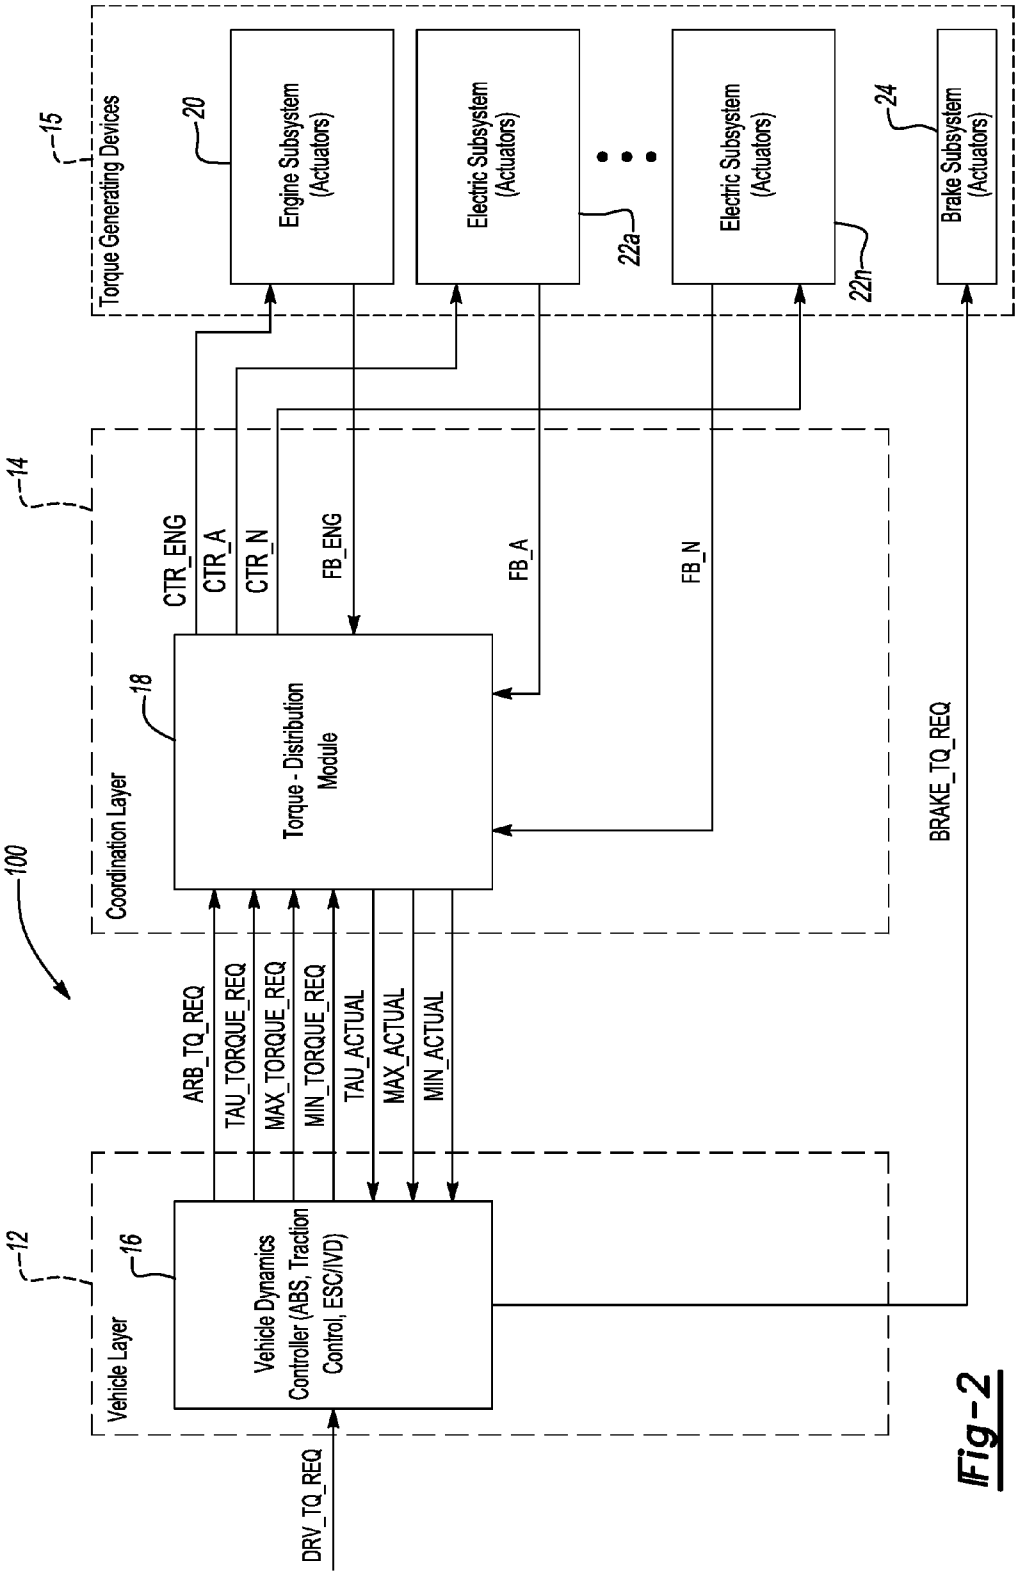 100
12
Vehicle Layer
16
Vehicle Dynamics
Controller (ABS, Traction
Control, ESC/IVD)
DRV_TQ_REQ
ARB_TQ_REQ
TAU_TORQUE_REQ
MAX_TORQUE_REQ
MIN_TORQUE_REQ
TAU_ACTUAL
MAX_ACTUAL
MIN_ACTUAL
14
Coordination Layer
18
Torque - Distribution
Module
CTR_ENG
CTR_A
CTR_N
FB_ENG
FB_A
FB_N
BRAKE_TQ_REQ
15
Torque Generating Devices
20
Engine Subsystem
(Actuators)
Electric Subsystem
(Actuators)
22a
Electric Subsystem
(Actuators)
22n
24
Brake Subsystem
(Actuators)
Fig-2